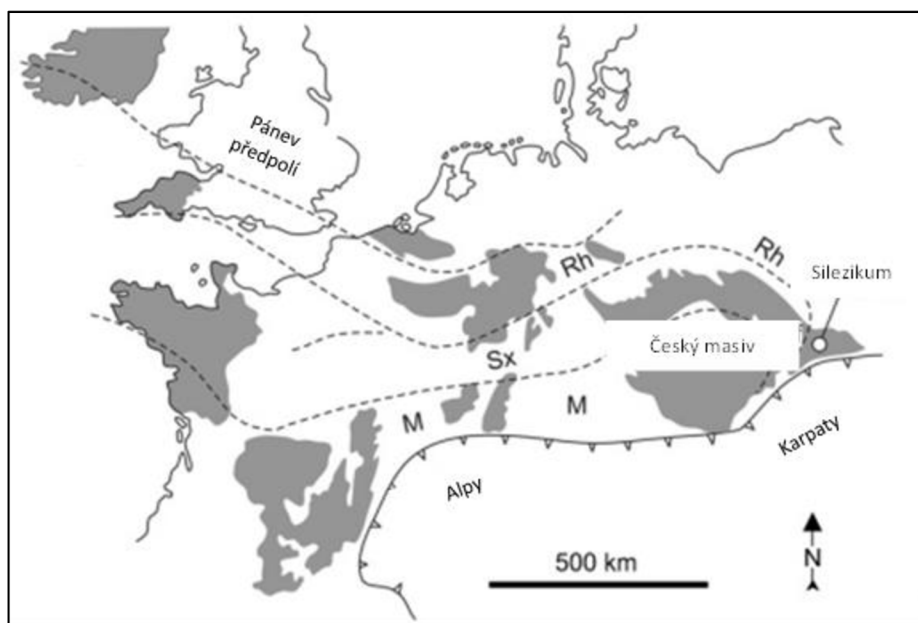 Pánev
předpolí
Rh
Rh
Silezikum
Český masiv
Sx
M
M
Karpaty
Alpy
500 km
N